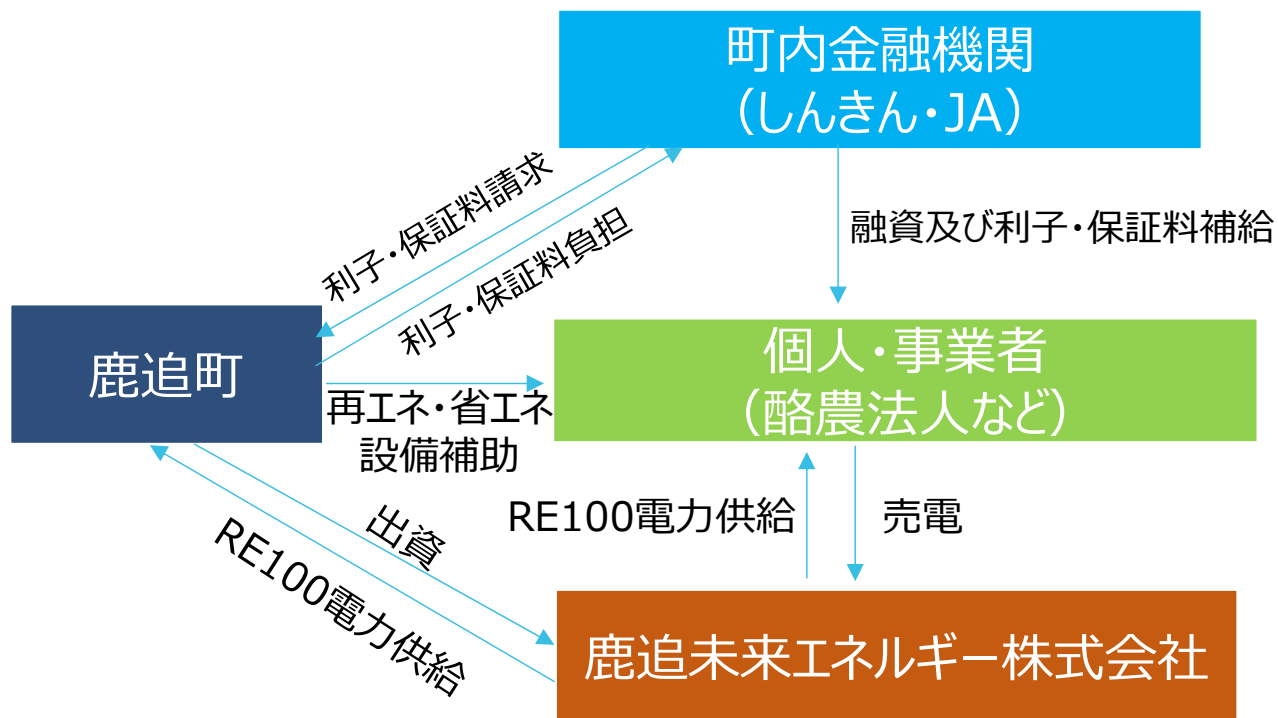 町内金融機関
（しんきん・JA）
利子・保証料請求
利子・保証料負担
融資及び利子・保証料補給
鹿追町
個人・事業者
（酪農法人など）
再エネ・省エネ
設備補助
RE100電力供給
売電
出資
RE100電力供給
鹿追未来エネルギー株式会社